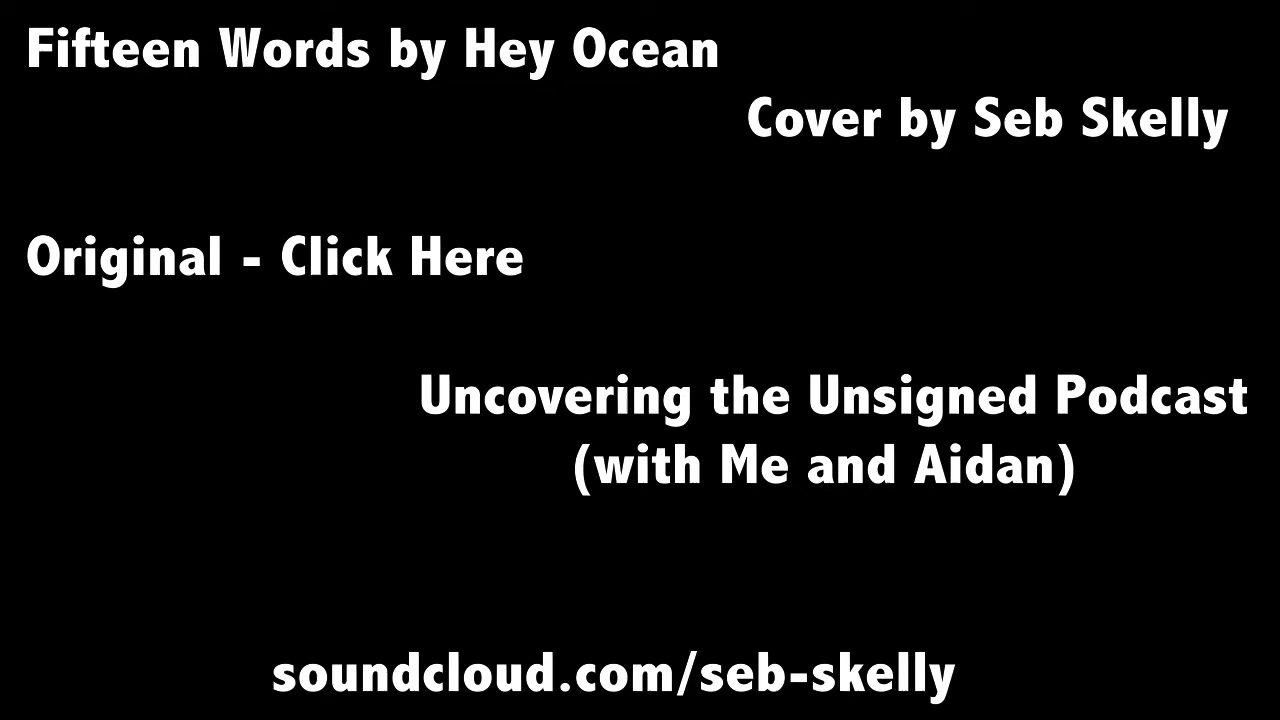 Fifteen Words by Hey Ocean
Cover by Seb Skelly
Original - Click Here
Uncovering the Unsigned Podcast
(with Me and Aidan)
soundcloud.com/seb-skelly